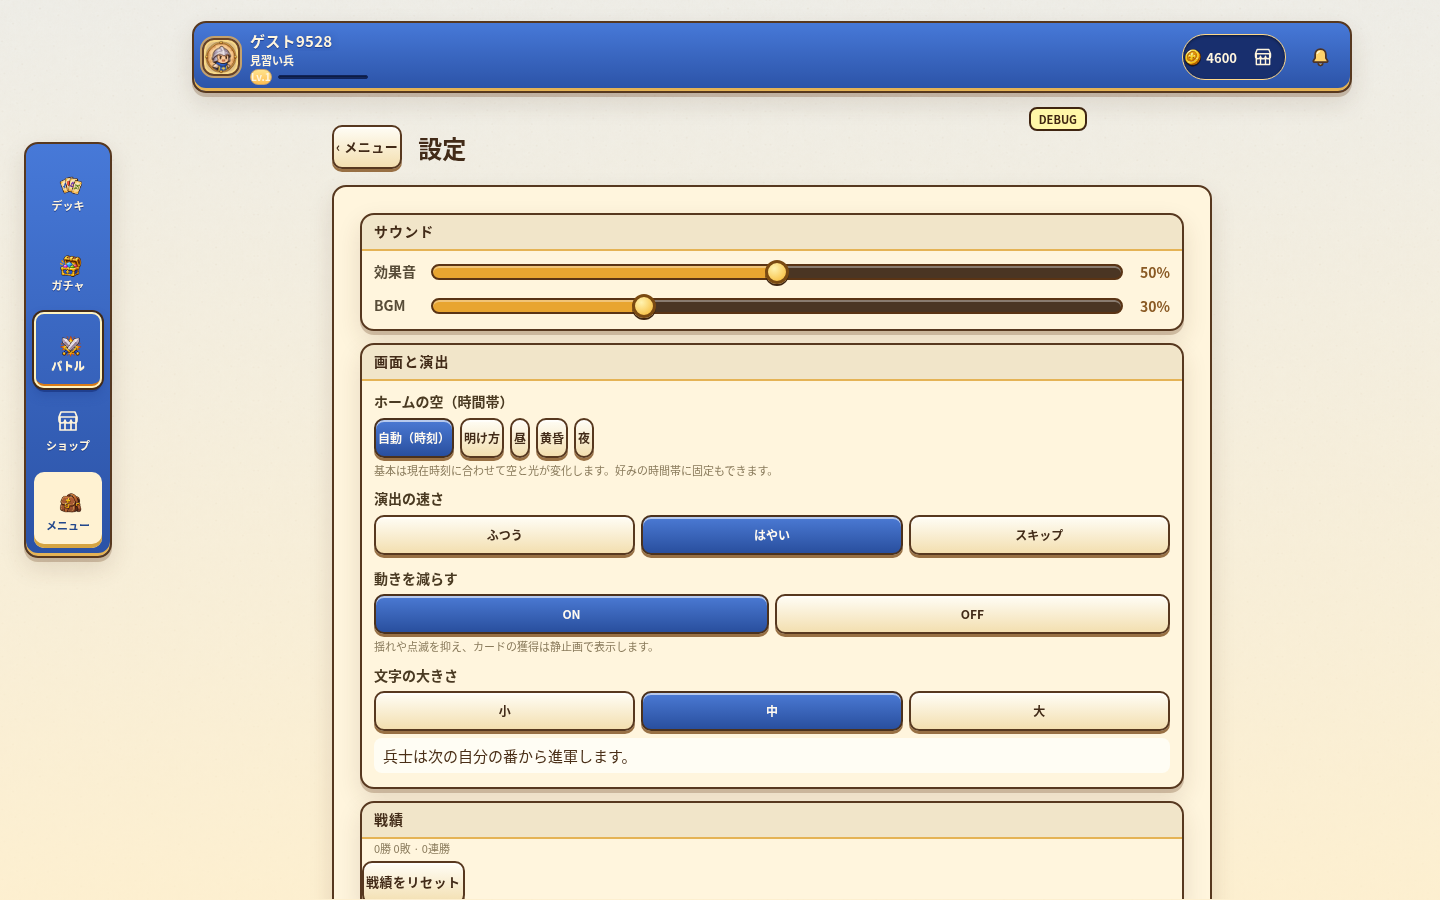 ゲスト9528
見習い兵
Lv.1
4600
DEBUG
‹ メニュー
設定
デッキ
ガチャ
バトル
ショップ
メニュー
サウンド
効果音
50%
BGM
30%
画面と演出
ホームの空（時間帯）
自動（時刻） 明け方 昼 黄昏 夜
基本は現在時刻に合わせて空と光が変化します。好みの時間帯に固定もできます。
演出の速さ
ふつう はやい スキップ
動きを減らす
ON OFF
揺れや点滅を抑え、カードの獲得は静止画で表示します。
文字の大きさ
小 中 大
兵士は次の自分の番から進軍します。
戦績
0勝 0敗 · 0連勝
戦績をリセット